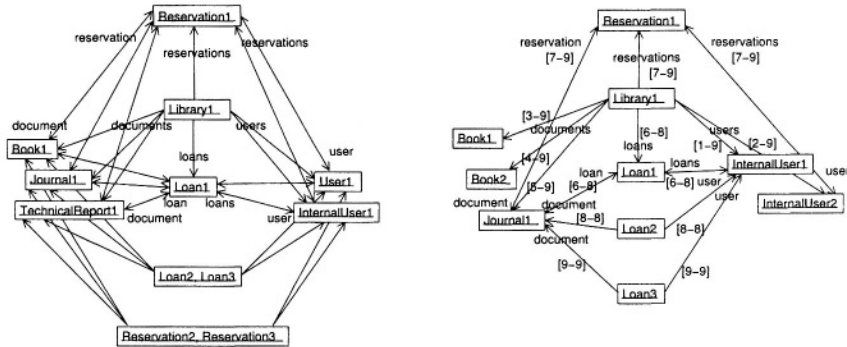 Reservation1
reservation
reservations
reservations
Library1
document
documents
users
Book1
loans
user
Journal1
Loan1
User1
TechnicalReport1
loan
loans
InternalUser1
document
user
Loan2, Loan3
Reservation2, Reservation3
Reservation1
reservation
[7-9]
reservations
[7-9]
reservations
[7-9]
Library1
[3-9]
Book1
documents
[6-8]
users
[1-9]
[2-9]
[4-9]
loans
Book2
loan
Loan1
loans
InternalUser1
[5-9]
[6-8]
[6-8]
user
user
document
document
user
InternalUser2
Journal1
[8-8]
Loan2
[8-8]
document
[9-9]
[9-9]
Loan3